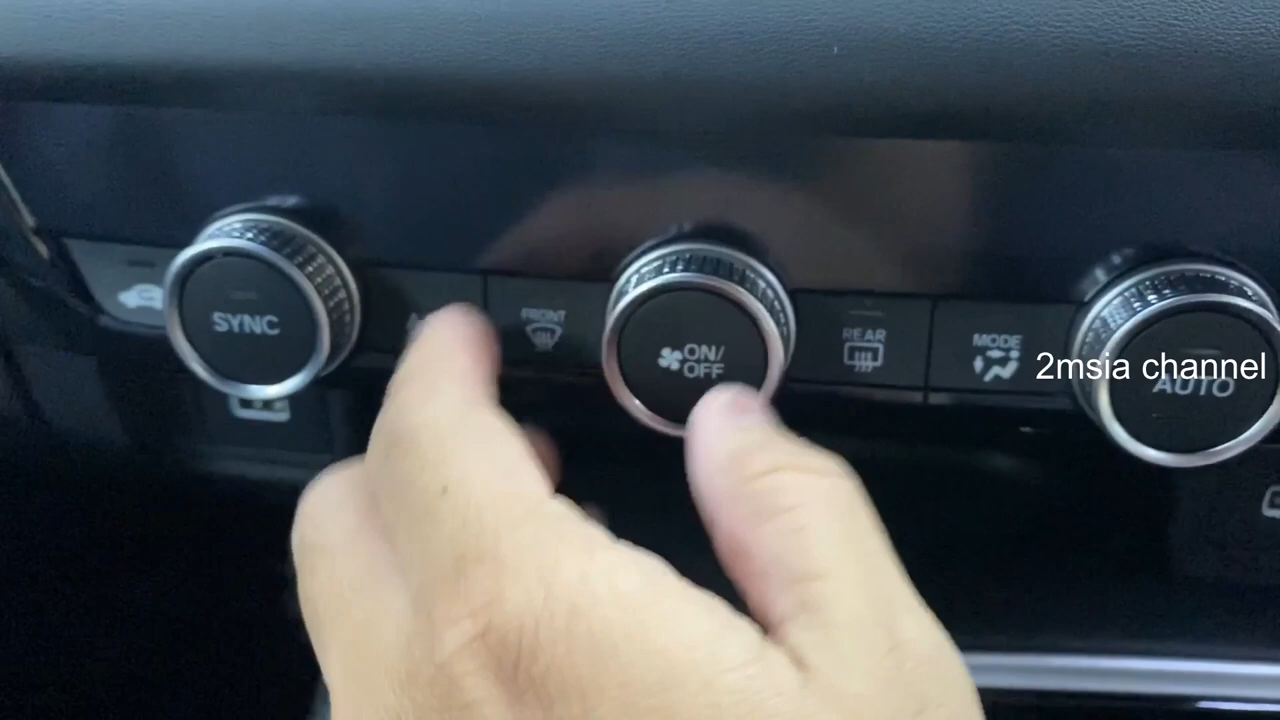 SYNC
FRONT
ON/
OFF
REAR
MODE
2msia channel
AUTO